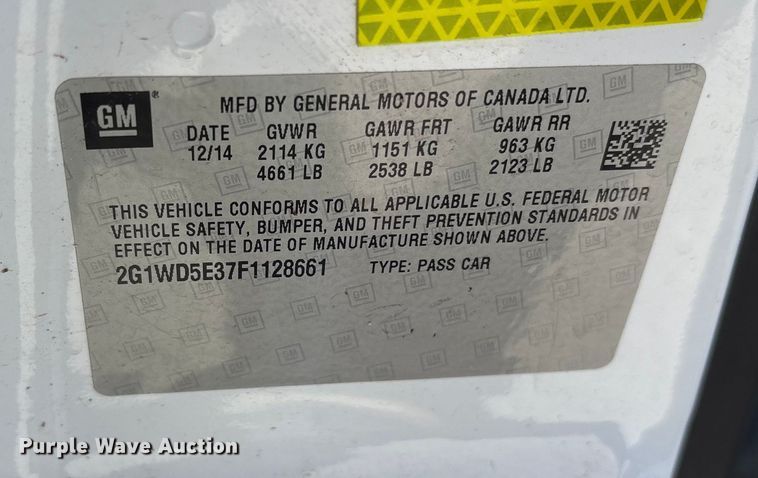 GM ® MFD BY GENERAL MOTORS OF CANADA LTD.
DATE GVWR GAWR FRT GAWR RR
12/14 2114 KG 1151 KG 963 KG
4661 LB 2538 LB 2123 LB
THIS VEHICLE CONFORMS TO ALL APPLICABLE U.S. FEDERAL MOTOR
VEHICLE SAFETY, BUMPER, AND THEFT PREVENTION STANDARDS IN
EFFECT ON THE DATE OF MANUFACTURE SHOWN ABOVE.
2G1WD5E37F1128661 TYPE: PASS CAR
Purple Wave Auction